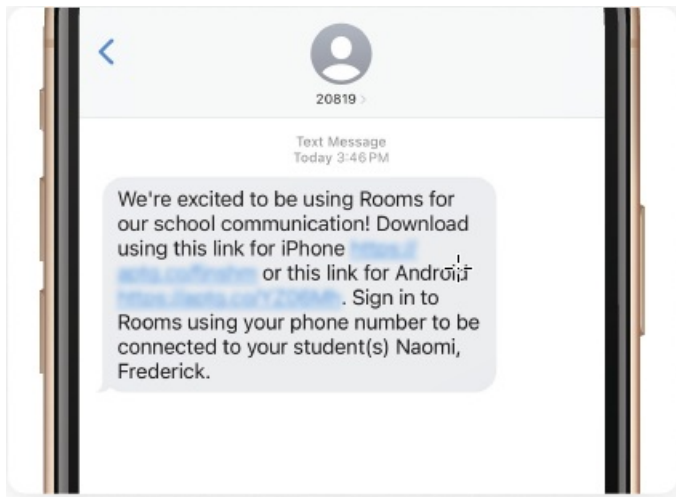 20819
Text Message
Today 3:46 PM
We're excited to be using Rooms for
our school communication! Download
using this link for iPhone
or this link for Android
. Sign in to
Rooms using your phone number to be
connected to your student(s) Naomi,
Frederick.